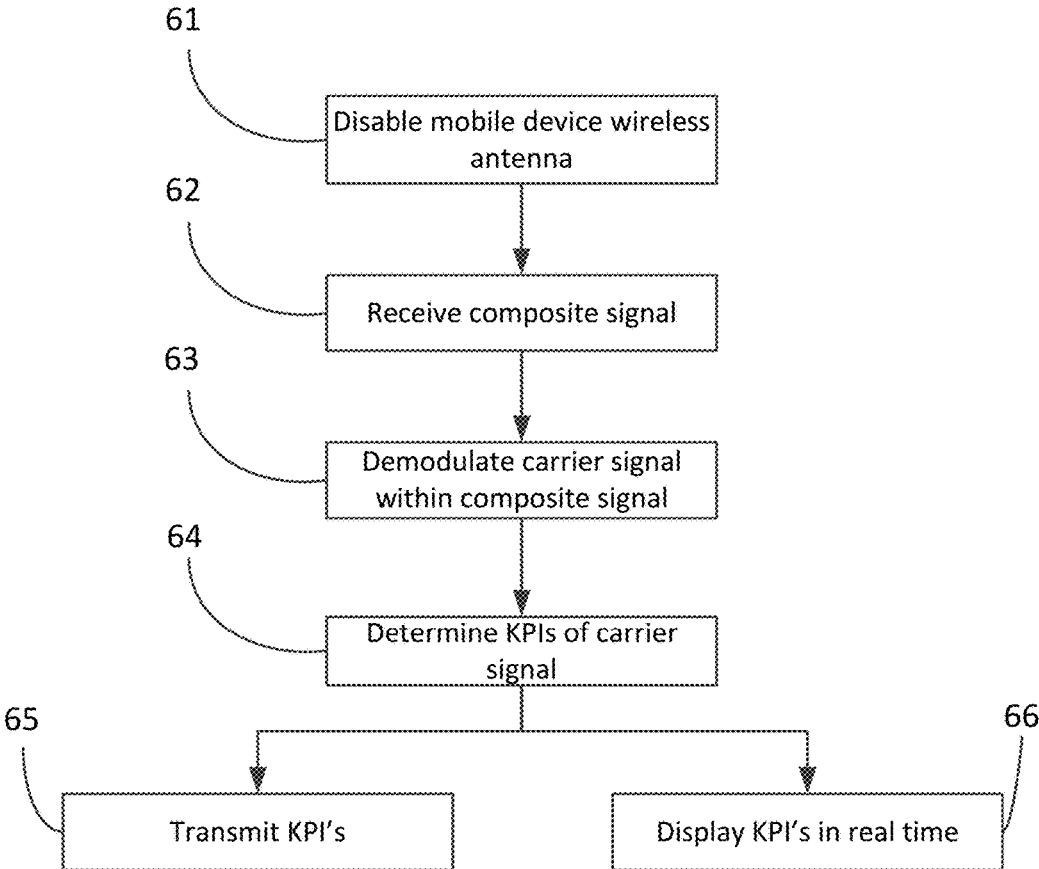 61
Disable mobile device wireless
antenna
62
Receive composite signal
63
Demodulate carrier signal
within composite signal
64
Determine KPIs of carrier
signal
65
Transmit KPI's
66
Display KPI's in real time